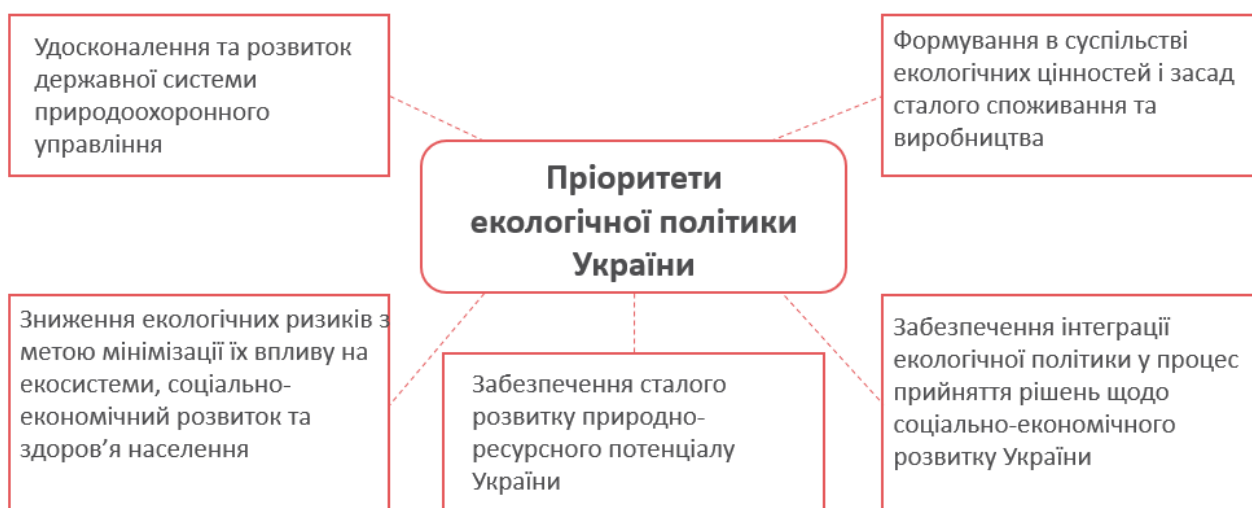 Удосконалення та розвиток
державної системи
природоохоронного
управління
Формування в суспільстві
екологічних цінностей і засад
сталого споживання та
виробництва
Пріоритети
екологічної політики
України
Зниження екологічних ризиків з
метою мінімізації їх впливу на
екосистеми, соціально-
економічний розвиток та
здоров’я населення
Забезпечення сталого
розвитку природно-
ресурсного потенціалу
України
Забезпечення інтеграції
екологічної політики у процес
прийняття рішень щодо
соціально-економічного
розвитку України